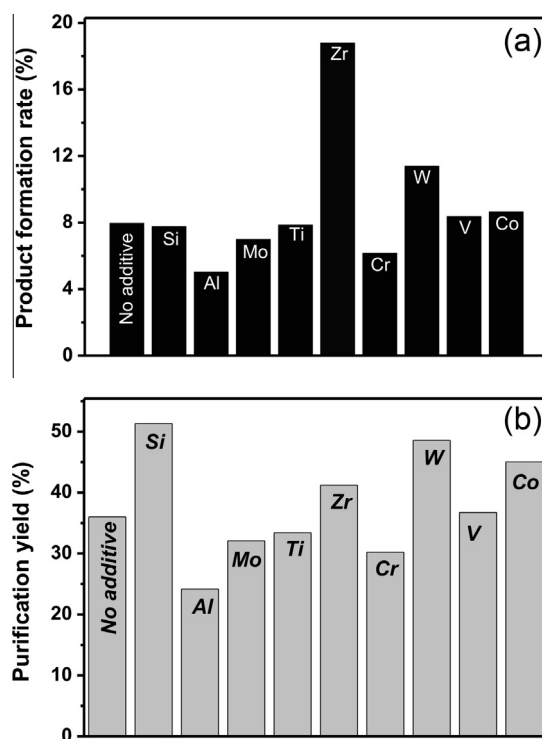 (a)
Product formation rate (%)
20
16
12
8
4
0
No additive
Si
Al
Mo
Ti
Zr
Cr
W
V
Co
(b)
Purification yield (%)
50
40
30
20
10
0
No additive
Si
Al
Mo
Ti
Zr
Cr
W
V
Co